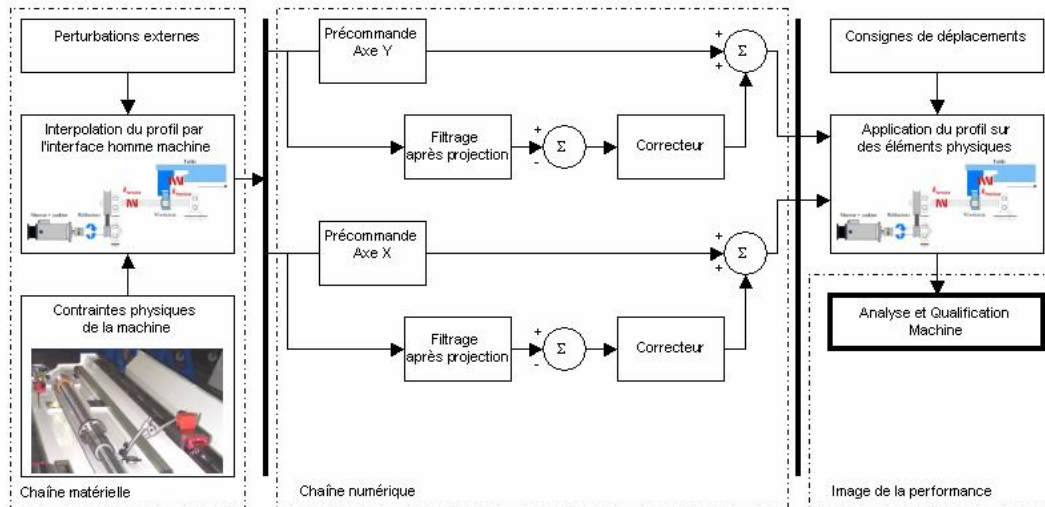 Perturbations externes
Interpolation du profil par
l'interface homme machine
Contraintes physiques
de la machine
Chaîne matérielle
Précommande
Axe Y
+
+
Σ
Filtrage
après projection
+
-
Σ
Correcteur
Précommande
Axe X
+
+
Σ
Filtrage
après projection
+
-
Σ
Correcteur
Chaîne numérique
Consignes de déplacements
Application du profil sur
des éléments physiques
Analyse et Qualification
Machine
Image de la performance